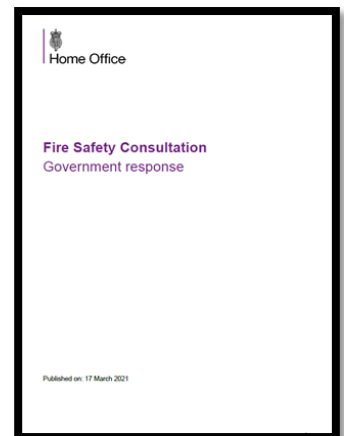 Home Office
Fire Safety Consultation
Government response
Published on: 17 March 2021